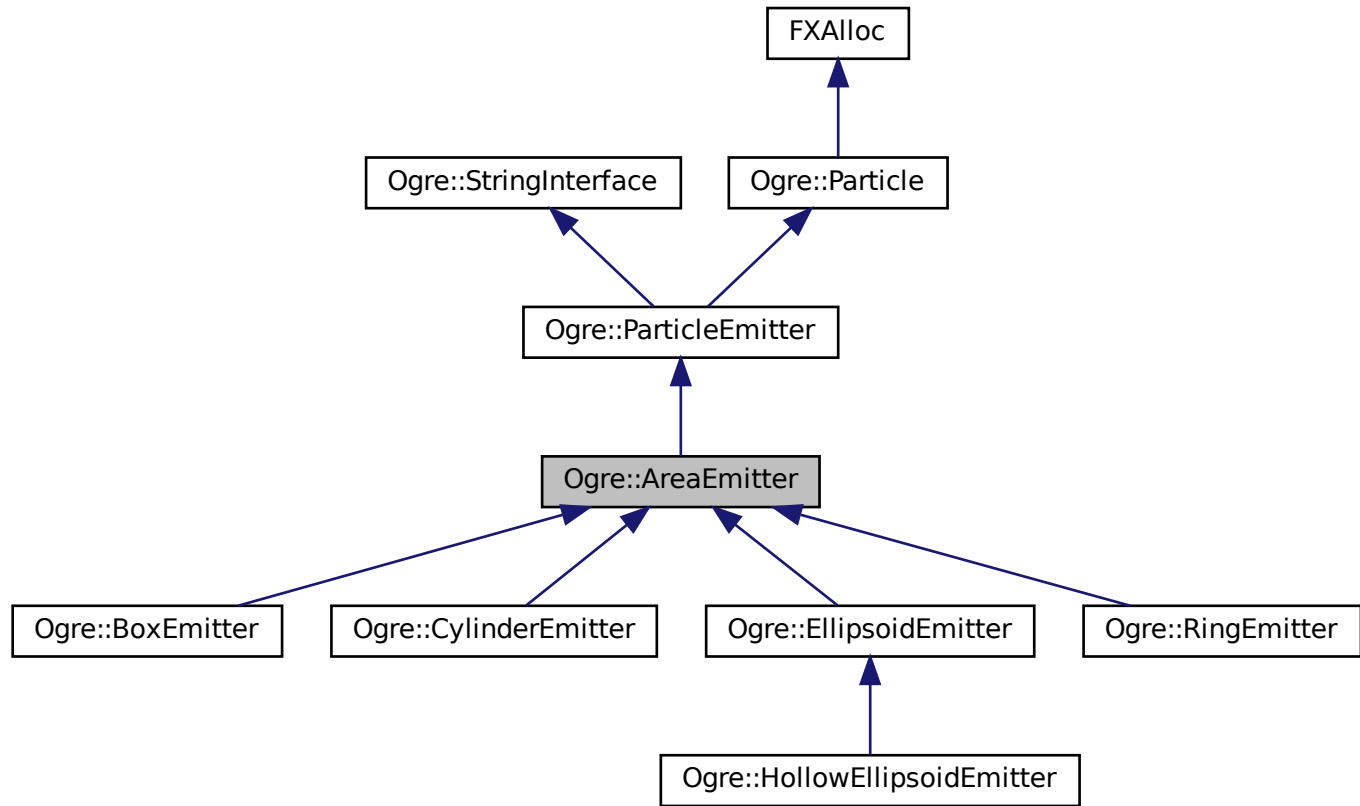 FXAlloc
Ogre::StringInterface
Ogre::Particle
Ogre::ParticleEmitter
Ogre::AreaEmitter
Ogre::BoxEmitter
Ogre::CylinderEmitter
Ogre::EllipsoidEmitter
Ogre::RingEmitter
Ogre::HollowEllipsoidEmitter